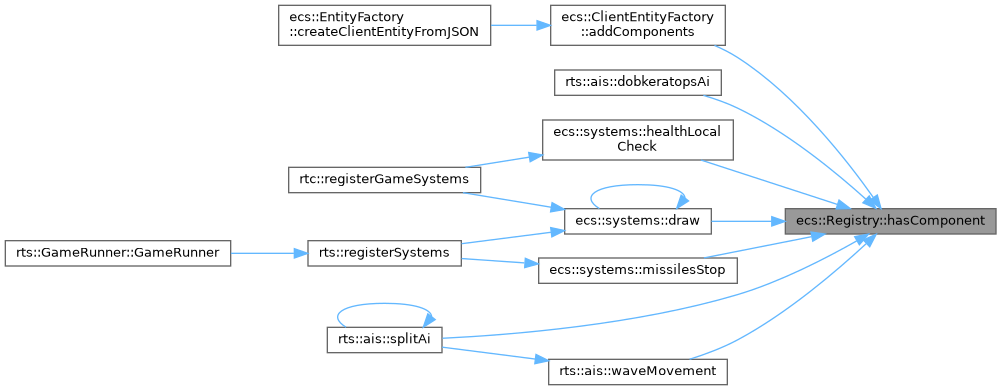 ecs::EntityFactory
::createClientEntityFromJSON
ecs::ClientEntityFactory
::addComponents
rts::ais::dobkeratopsAi
ecs::systems::healthLocal
Check
rtc::registerGameSystems
ecs::systems::draw
ecs::Registry::hasComponent
rts::GameRunner::GameRunner
rts::registerSystems
ecs::systems::missilesStop
rts::ais::splitAi
rts::ais::waveMovement